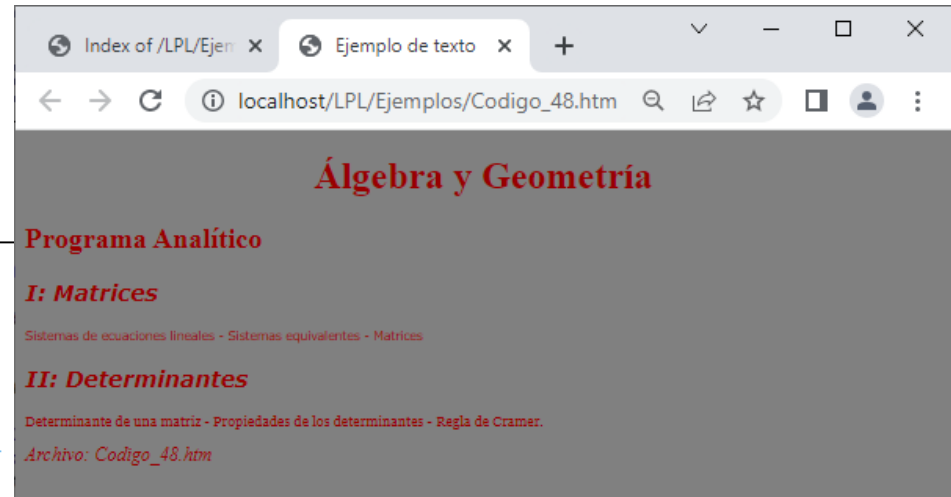 Index of /LPL/Ejem
Ejemplo de texto
localhost/LPL/Ejemplos/Codigo_48.htm
Álgebra y Geometría
Programa Analítico
I: Matrices
Sistemas de ecuaciones lineales - Sistemas equivalentes - Matrices
II: Determinantes
Determinante de una matriz - Propiedades de los determinantes - Regla de Cramer.
Archivo: Codigo_48.htm